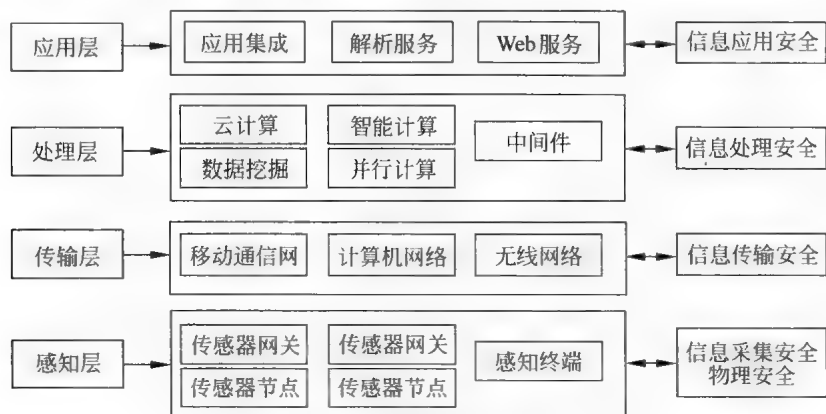 应用层
应用集成
解析服务
Web服务
信息应用安全
处理层
云计算
智能计算
数据挖掘
并行计算
中间件
信息处理安全
传输层
移动通信网
计算机网络
无线网络
信息传输安全
感知层
传感器网关
传感器网关
传感器节点
传感器节点
感知终端
信息采集安全
物理安全